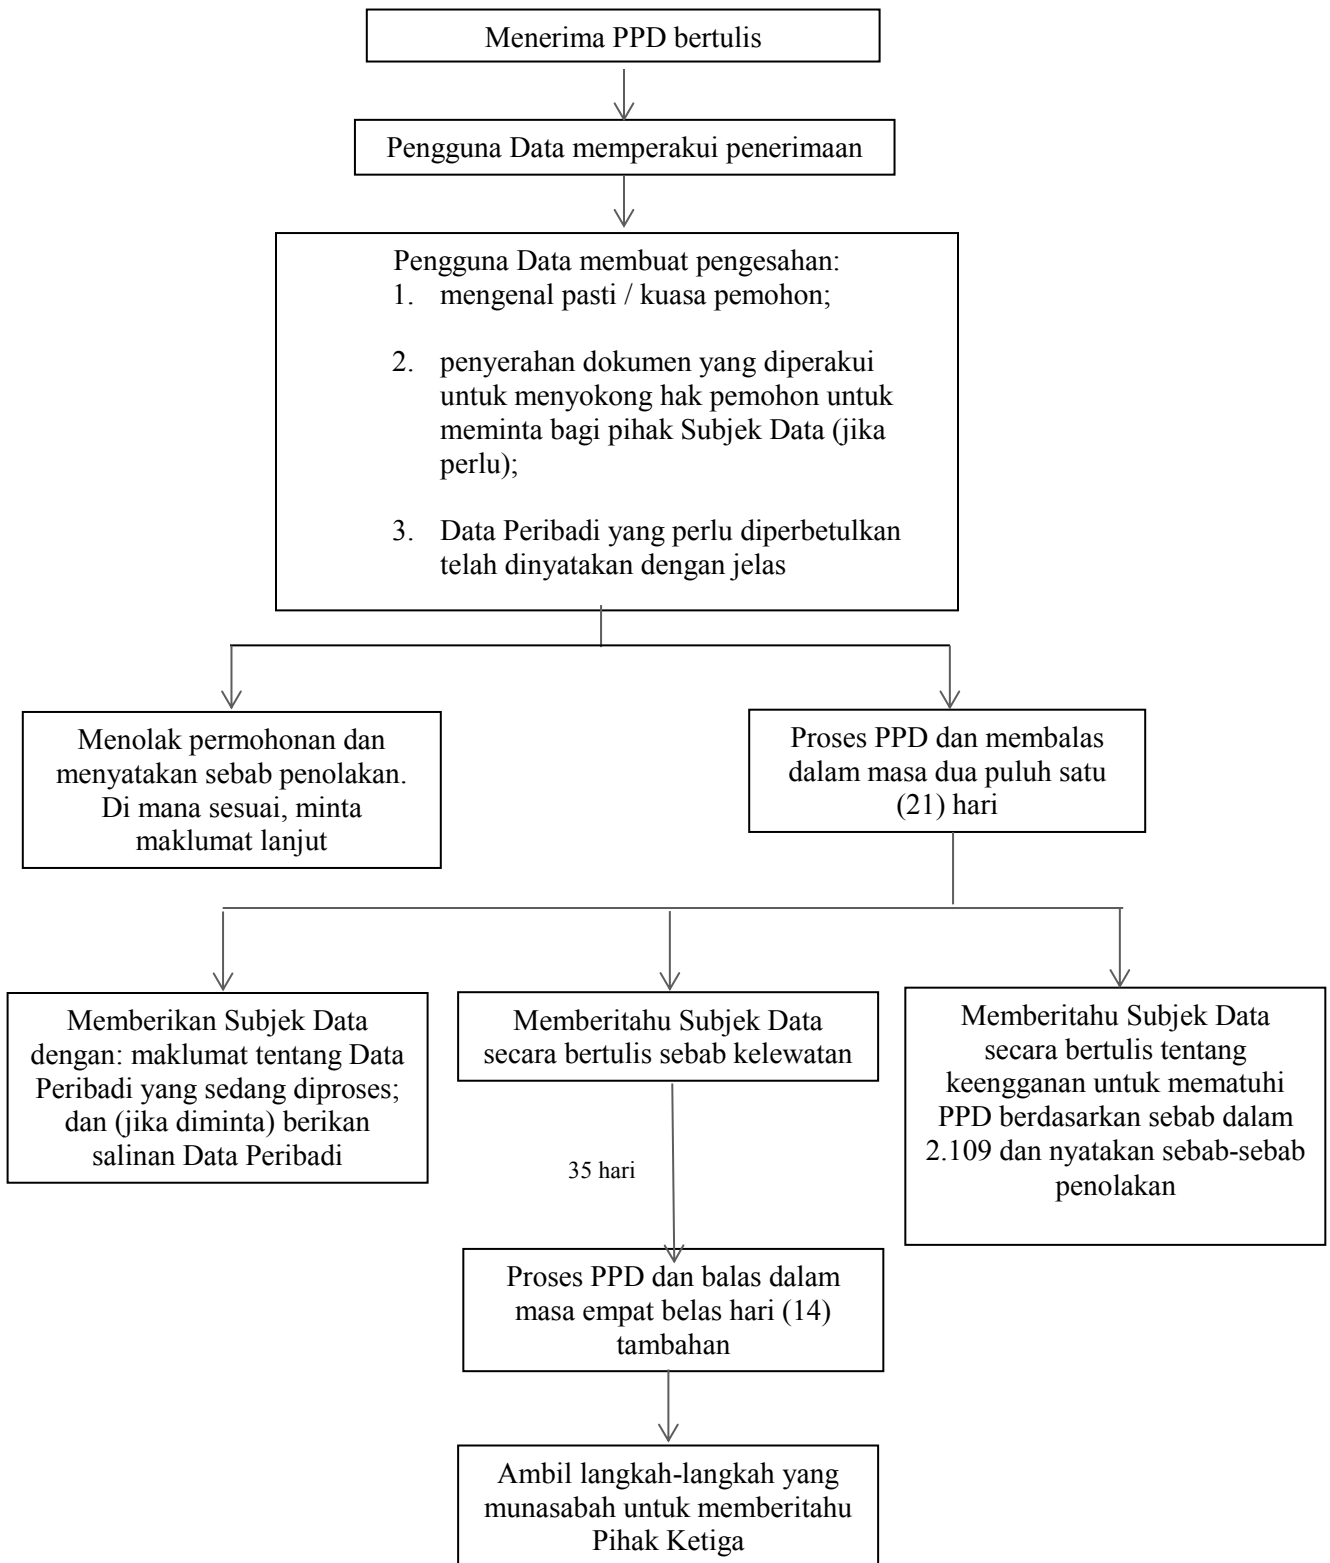 Menerima PPD bertulis
Pengguna Data memperakui penerimaan
Pengguna Data membuat pengesahan:
1. mengenal pasti / kuasa pemohon;
2. penyerahan dokumen yang diperakui
untuk menyokong hak pemohon untuk
meminta bagi pihak Subjek Data (jika
perlu);
3. Data Peribadi yang perlu diperbetulkan
telah dinyatakan dengan jelas
Menolak permohonan dan
menyatakan sebab penolakan.
Di mana sesuai, minta
maklumat lanjut
Proses PPD dan membalas
dalam masa dua puluh satu
(21) hari
Memberikan Subjek Data
dengan: maklumat tentang Data
Peribadi yang sedang diproses;
dan (jika diminta) berikan
salinan Data Peribadi
Memberitahu Subjek Data
secara bertulis sebab kelewatan
Memberitahu Subjek Data
secara bertulis tentang
keengganan untuk mematuhi
PPD berdasarkan sebab dalam
2.109 dan nyatakan sebab-sebab
penolakan
35 hari
Proses PPD dan balas dalam
masa empat belas hari (14)
tambahan
Ambil langkah-langkah yang
munasabah untuk memberitahu
Pihak Ketiga